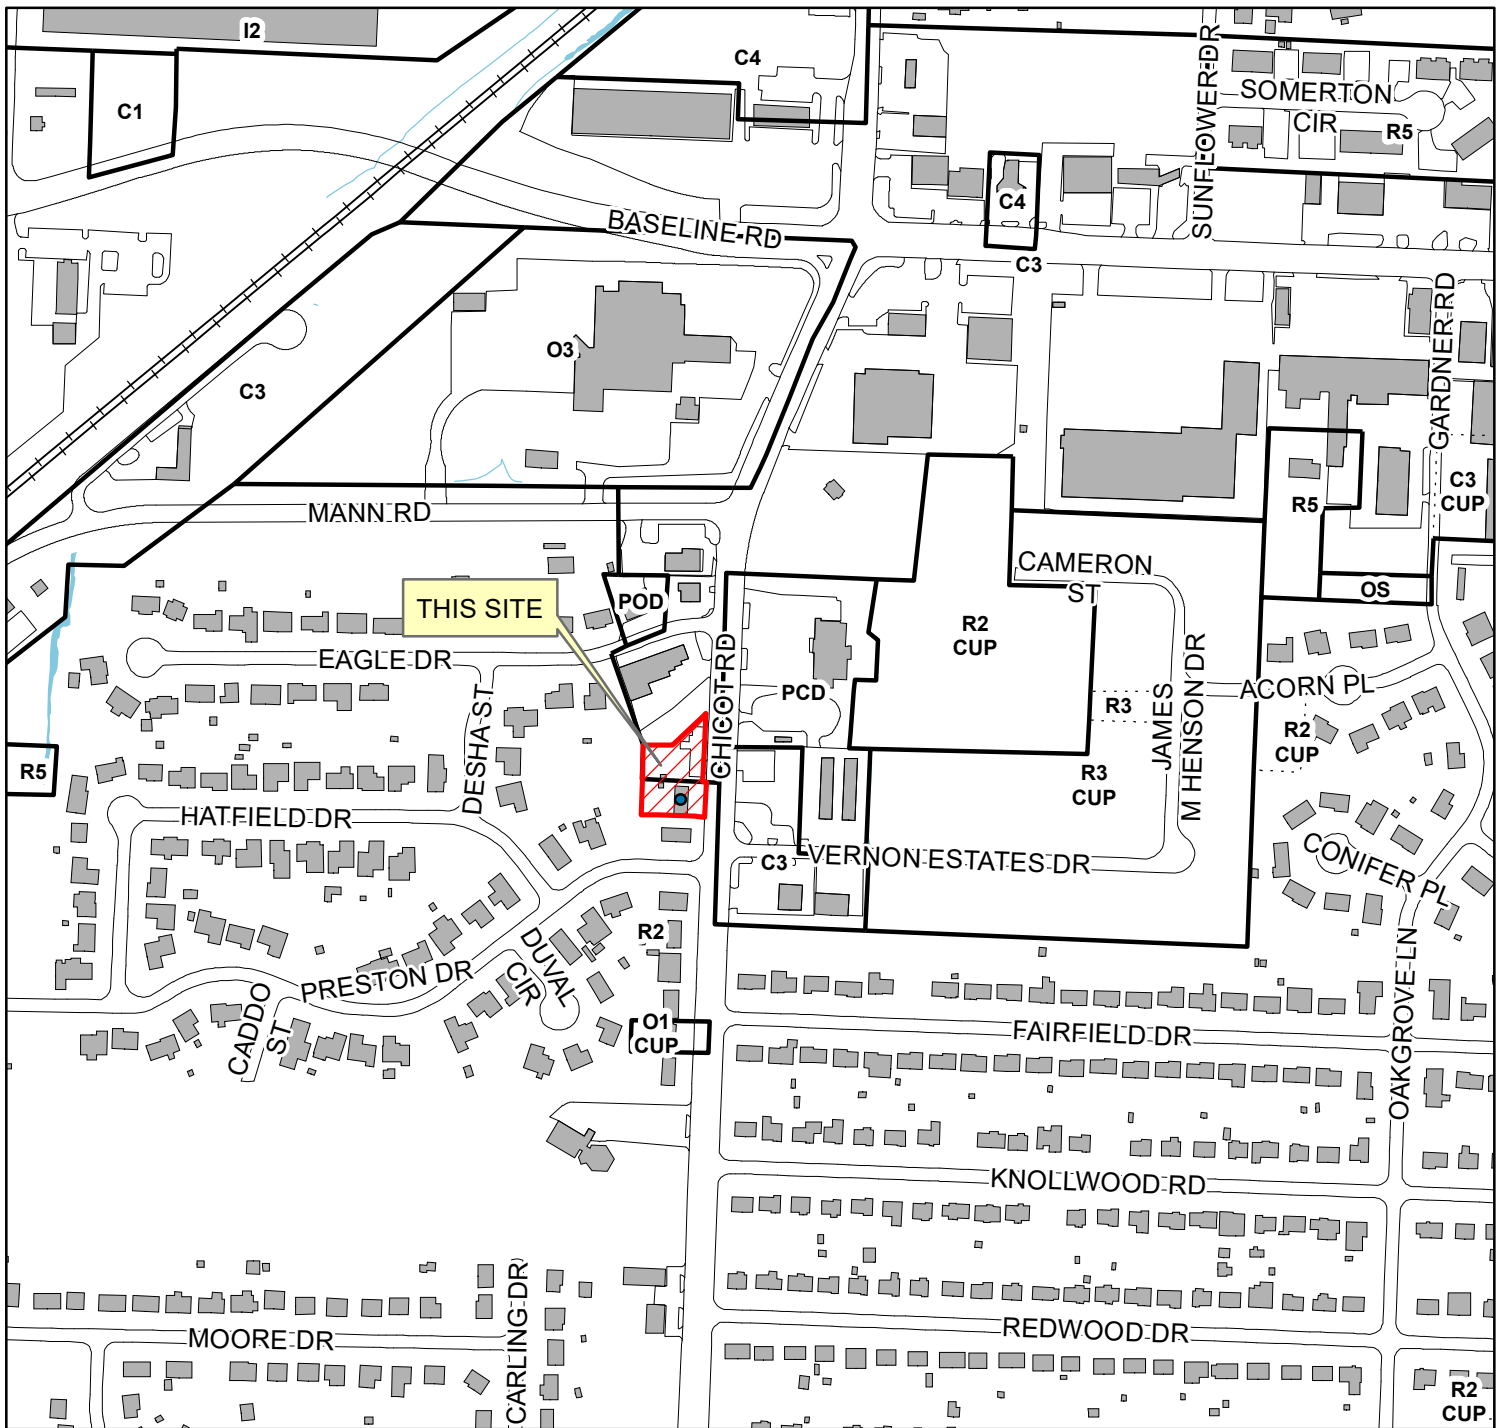 I2
C4
C1
SUNFLOWER DR
SOMERTON
CIR
R5
C4
BASELINE RD
C3
GARDNER RD
O3
C3
C3
CUP
R5
MANN RD
CAMERON
ST
OS
THIS SITE
POD
R2
CUP
EAGLE DR
CHICOT RD
DESHA ST
PCD
R3
JAMES
M HENSON DR
ACORN PL
R2
CUP
R5
R3
CUP
HATFIELD DR
C3
VERNON ESTATES DR
CONIFER PL
R2
DUVAL
CIR
PRESTON DR
CADDO
ST
O1
CUP
FAIRFIELD DR
OAKGROVE LN
KNOLLWOOD RD
CARLING DR
MOORE DR
REDWOOD DR
R2
CUP